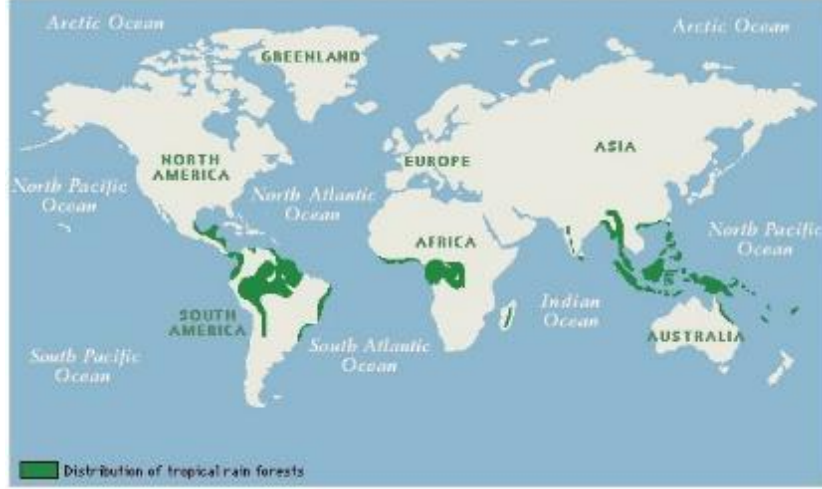 Arctic Ocean
Arctic Ocean
GREENLAND
NORTH
AMERICA
EUROPE
ASIA
North Pacific
Ocean
North Atlantic
Ocean
North Pacific
Ocean
AFRICA
SOUTH
AMERICA
Indian
Ocean
South Atlantic
Ocean
AUSTRALIA
South Pacific
Ocean
Distribution of tropical rain forests